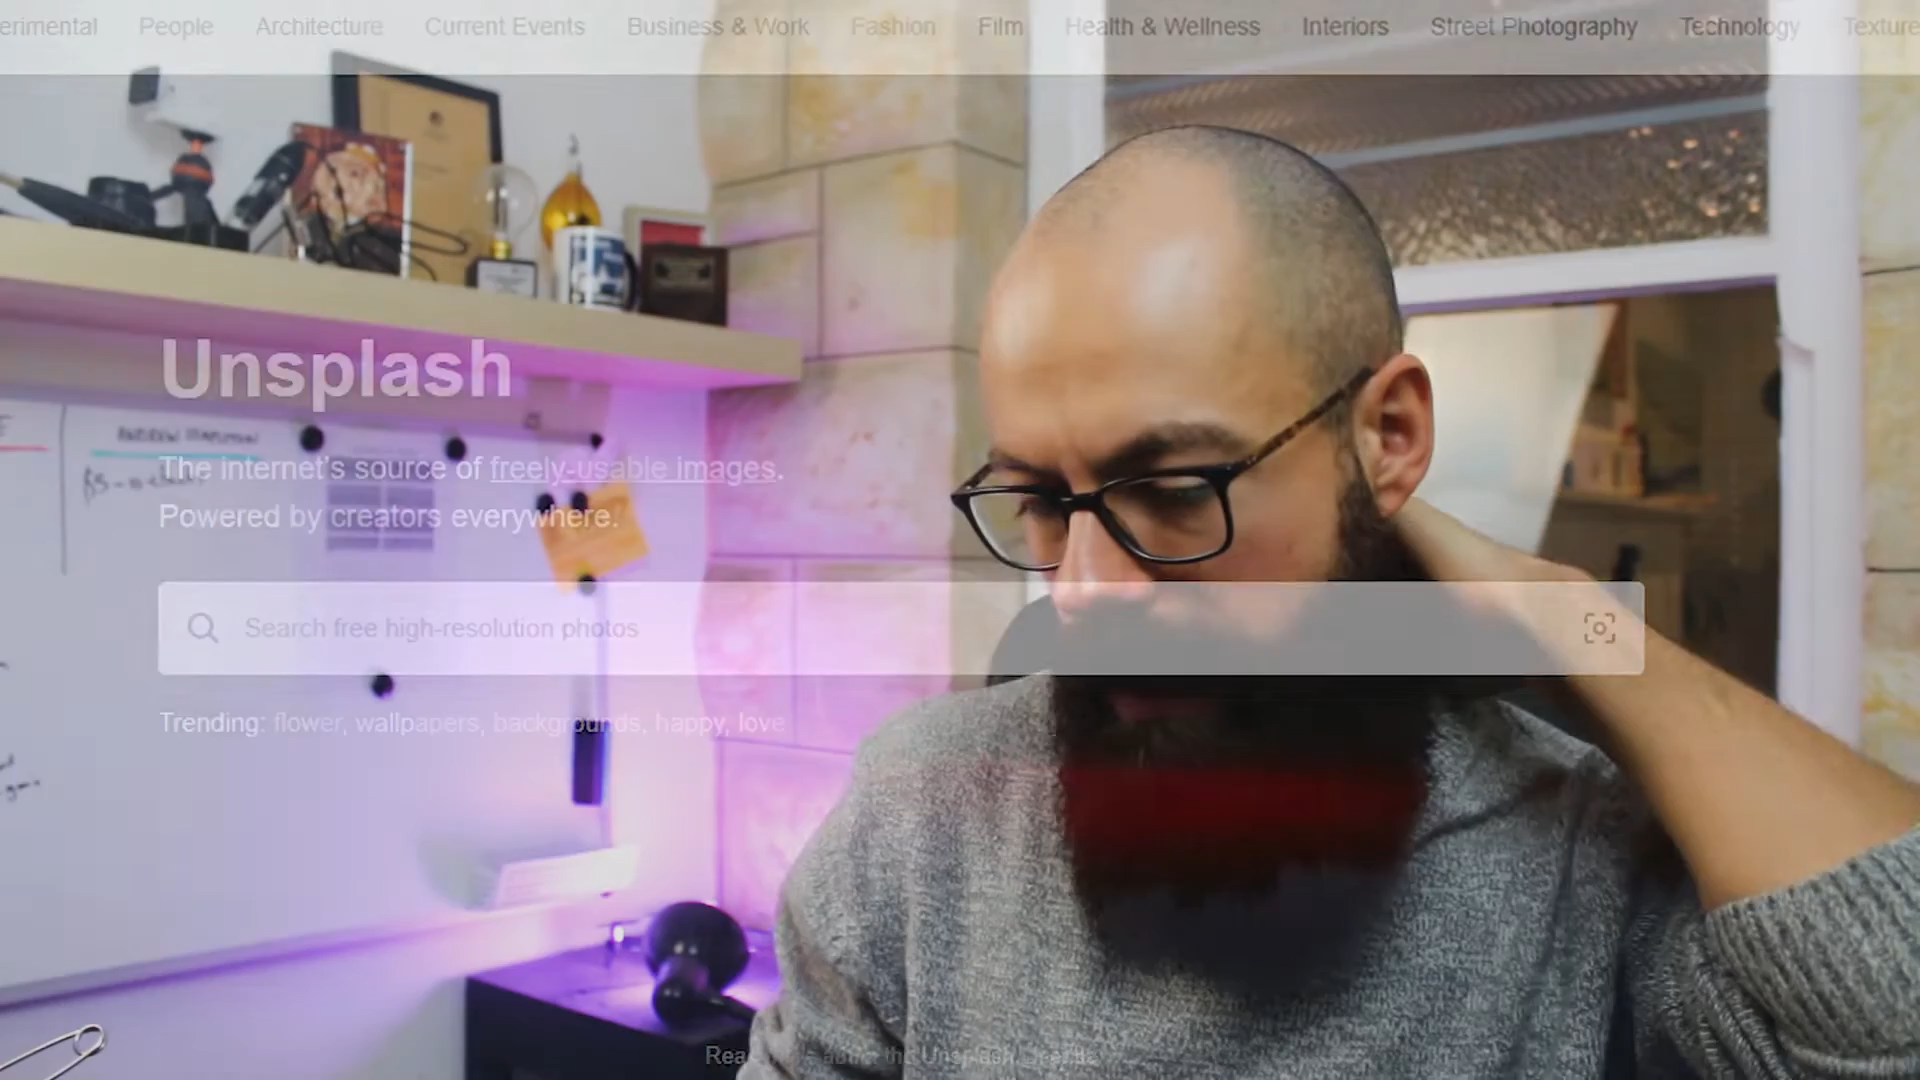 erimental People Architecture Current Events Business & Work Fashion Film Health & Wellness Interiors Street Photography Technology Texture
Unsplash
The internet's source of freely-usable images.
Powered by creators everywhere.
Search free high-resolution photos
Trending: flower, wallpapers, backgrounds, happy, love